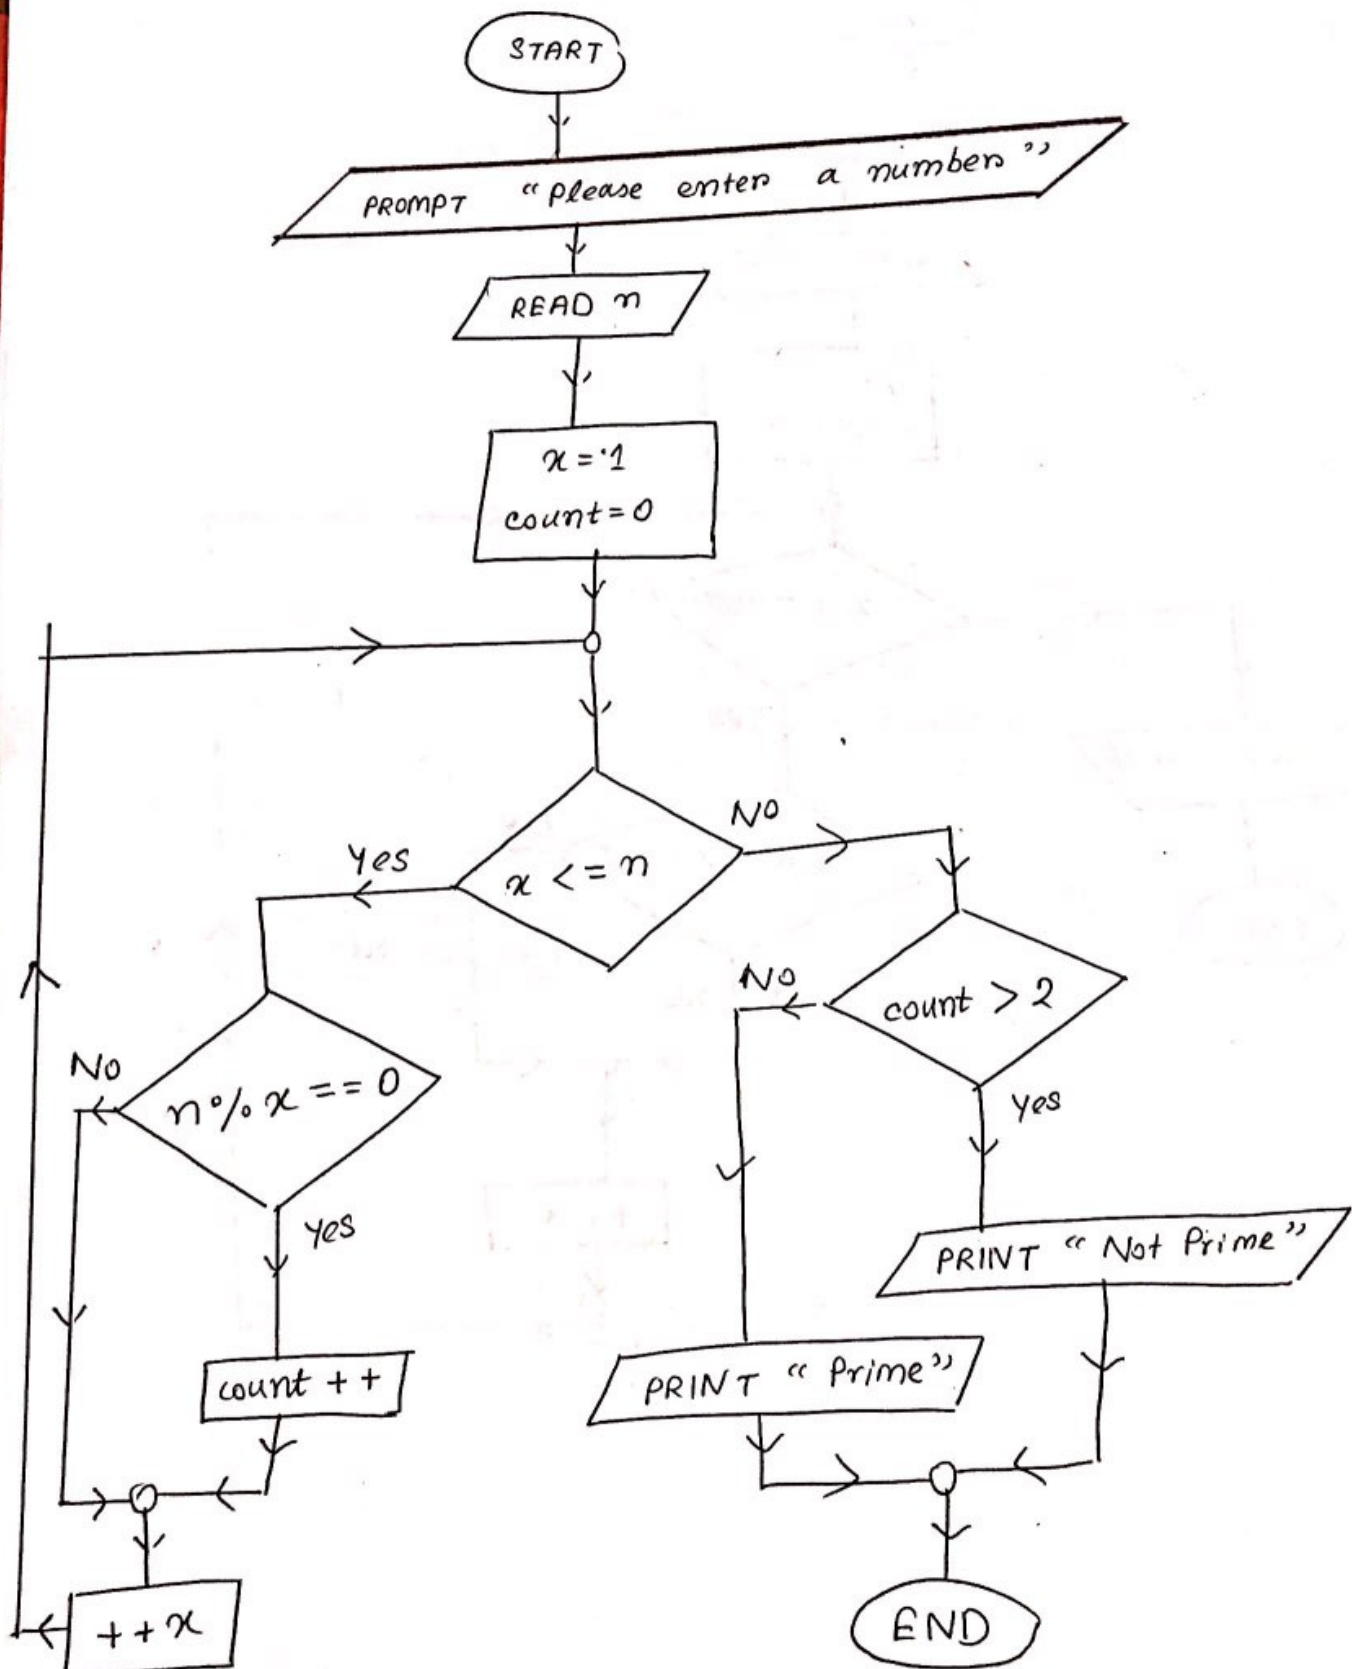 START
PROMPT "please enter a number"
READ n
x = 1
count = 0
x <= n
Yes
NO
n % x == 0
No
yes
count ++
++x
count > 2
NO
yes
PRINT "Not Prime"
PRINT "Prime"
END